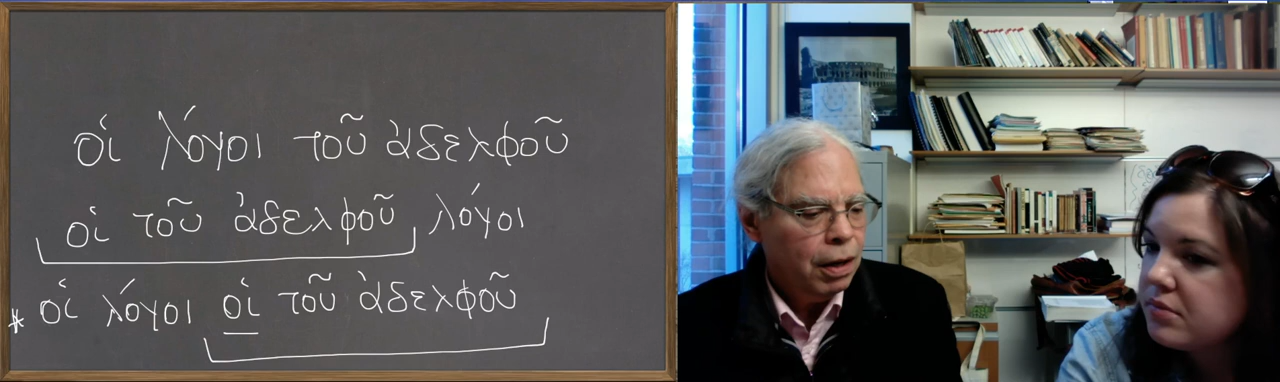 οἱ λόγοι τοῦ ἀδελφοῦ
οἱ τοῦ ἀδελφοῦ λόγοι
* οἱ λόγοι οἱ τοῦ ἀδελφοῦ